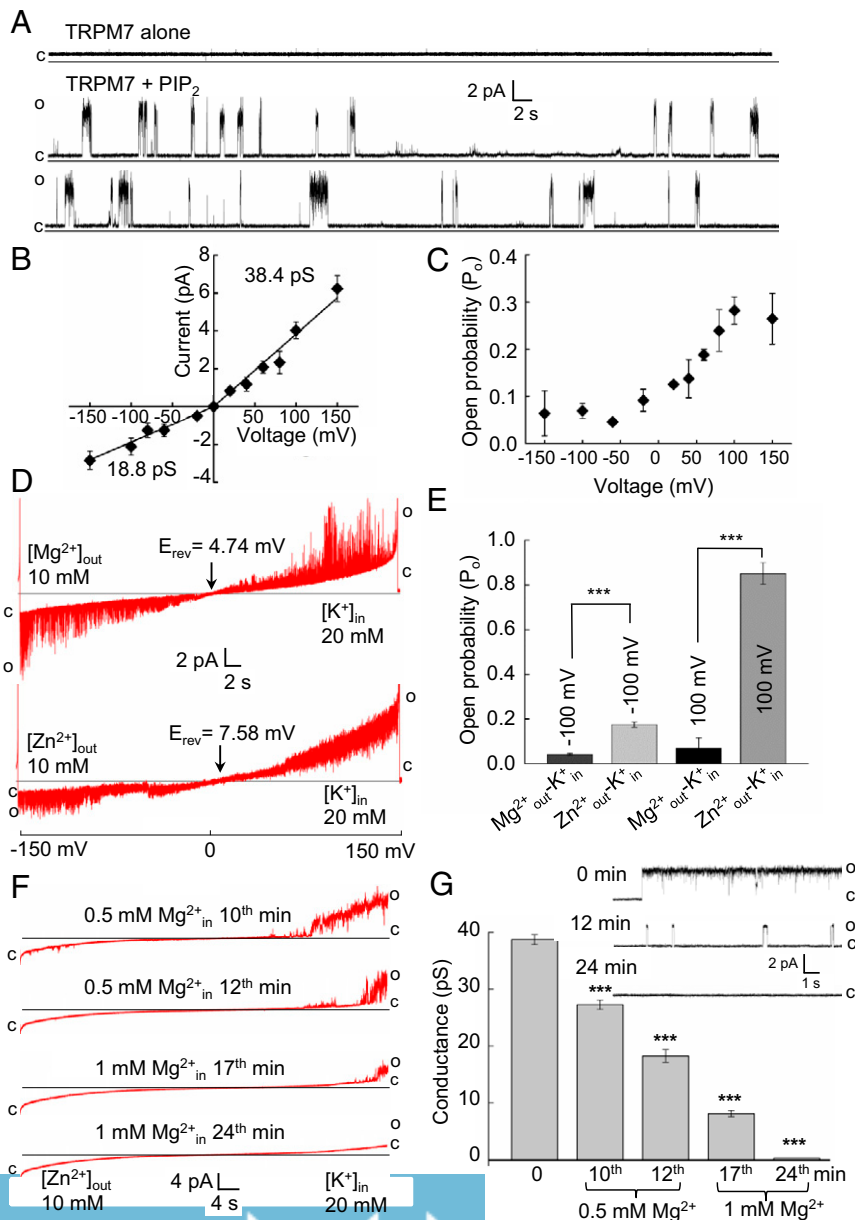 A
TRPM7 alone
c
TRPM7 + PIP₂
2 pA
2 s
o
c
o
c
B
Current (pA)
38.4 pS
18.8 pS
6
4
2
-2
-4
-150 -100 -50 50 100 150
Voltage (mV)
C
Open probability (Pₒ)
0.4
0.3
0.2
0.1
0.0
-150 -100 -50 0 50 100 150
Voltage (mV)
D
[Mg²⁺]out
10 mM
Eᵣₑᵥ= 4.74 mV
[K⁺]in
20 mM
o
c
c
o
2 pA
2 s
[Zn²⁺]out
10 mM
Eᵣₑᵥ= 7.58 mV
[K⁺]in
20 mM
o
c
c
o
-150 mV 0 150 mV
E
Open probability (Pₒ)
1.0
0.8
0.6
0.4
0.2
0.0
***
***
-100 mV
-100 mV
100 mV
100 mV
Mg²⁺out-K⁺in
Zn²⁺out-K⁺in
Mg²⁺out-K⁺in
Zn²⁺out-K⁺in
F
0.5 mM Mg²⁺in 10th min
o
c
c
0.5 mM Mg²⁺in 12th min
o
c
c
1 mM Mg²⁺in 17th min
o
c
c
1 mM Mg²⁺in 24th min
o
c
c
[Zn²⁺]out
10 mM
4 pA
4 s
[K⁺]in
20 mM
G
0 min
o
c
12 min
o
c
2 pA
1 s
24 min
c
Conductance (pS)
40
30
20
10
0
***
***
***
***
0 10th 12th 17th 24th min
0.5 mM Mg²⁺ 1 mM Mg²⁺